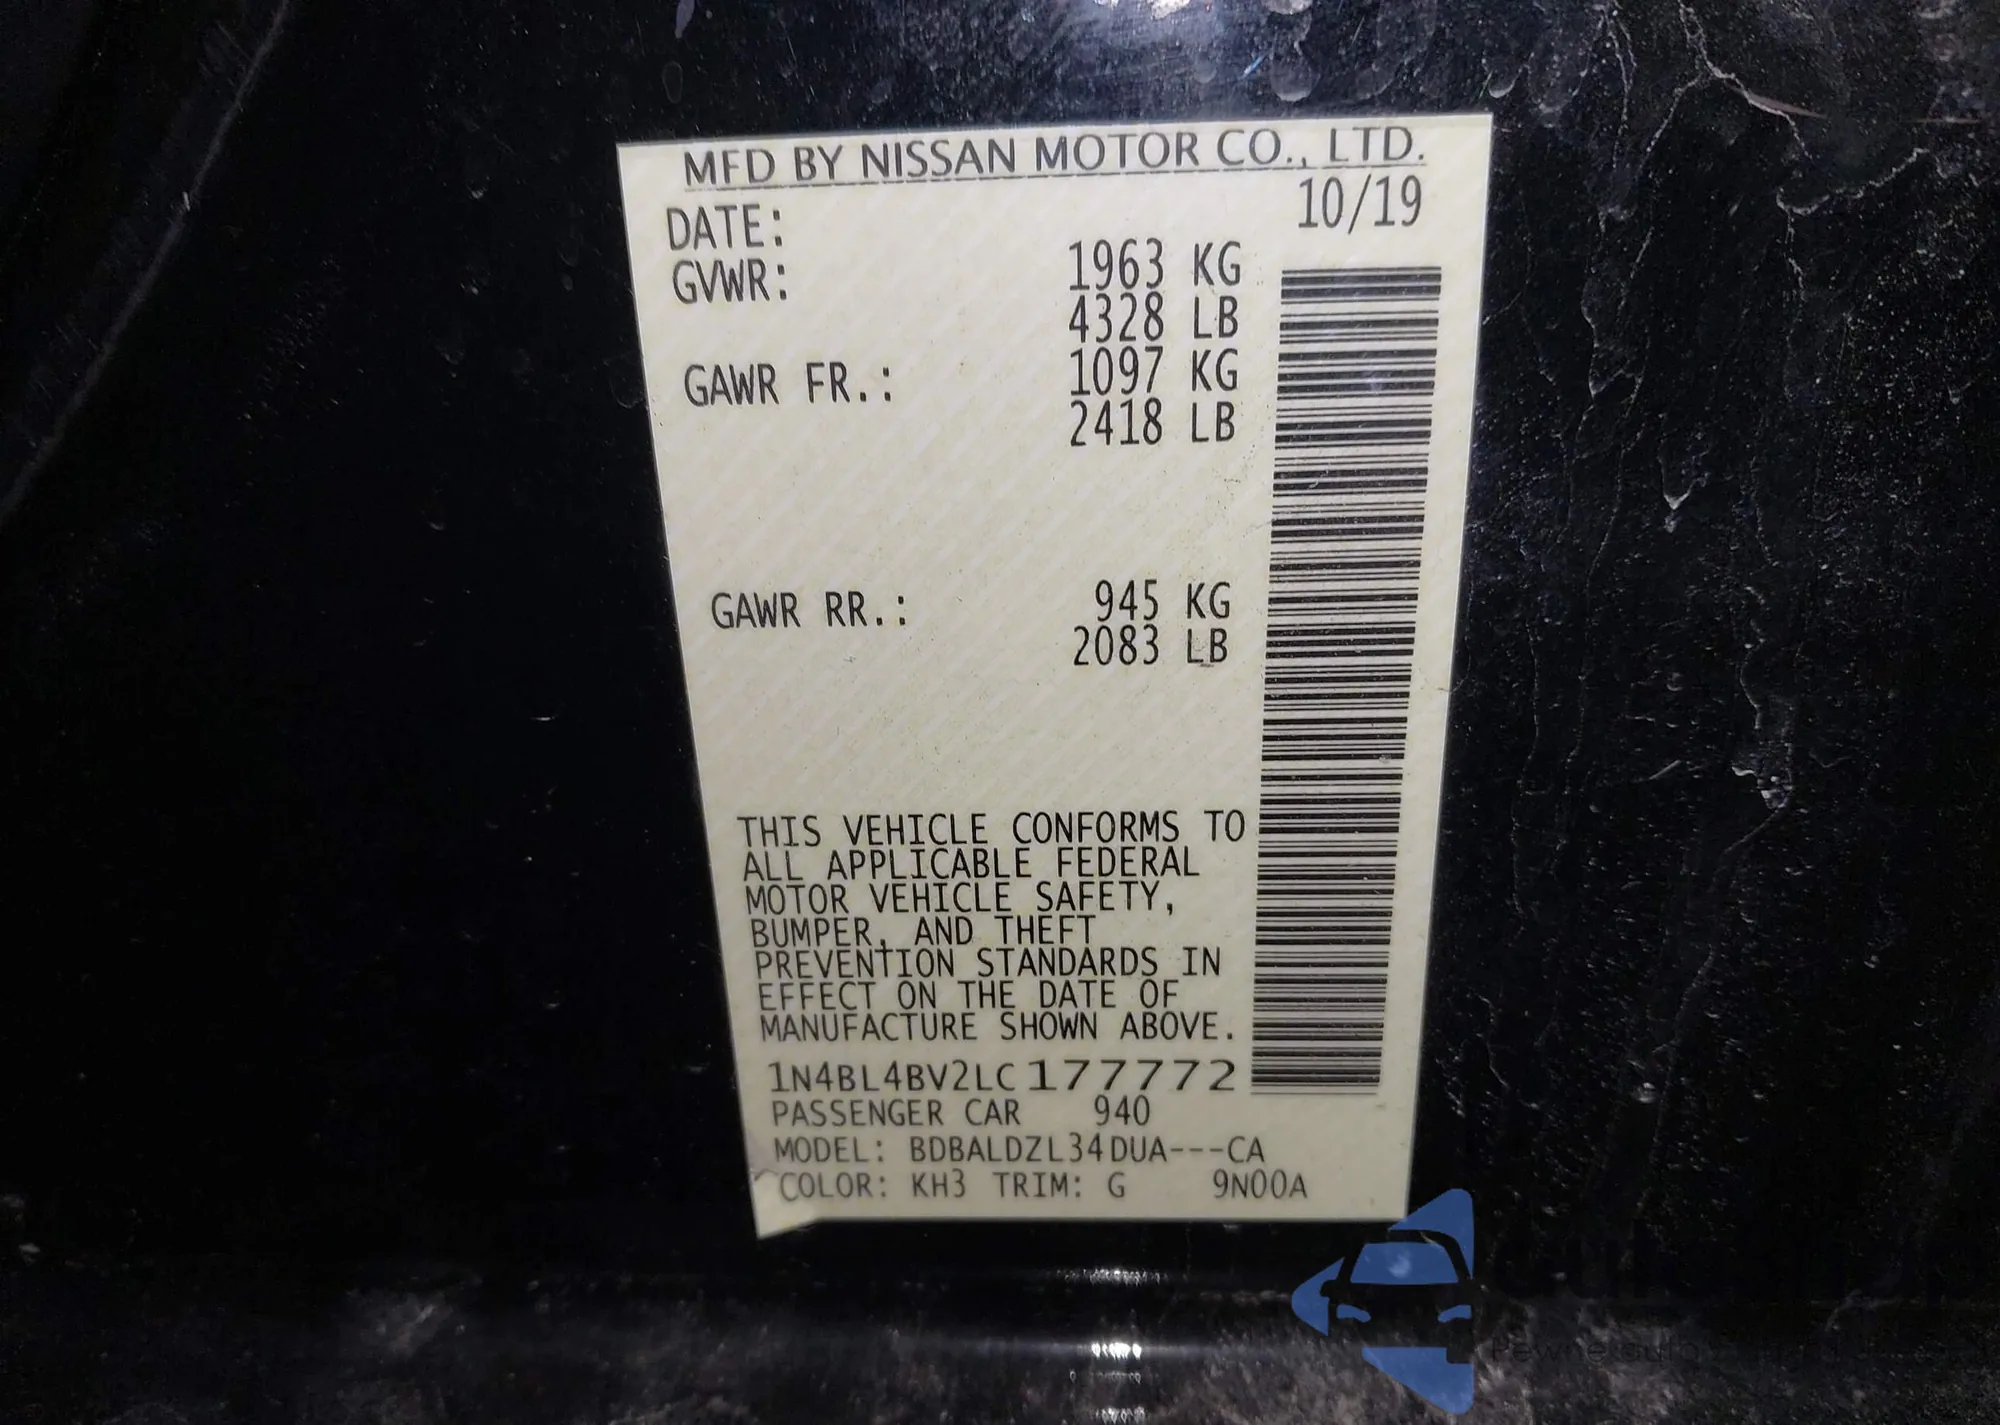 MFD BY NISSAN MOTOR CO., LTD.
DATE: 10/19
GVWR: 1963 KG
4328 LB
GAWR FR.: 1097 KG
2418 LB
GAWR RR.: 945 KG
2083 LB
THIS VEHICLE CONFORMS TO
ALL APPLICABLE FEDERAL
MOTOR VEHICLE SAFETY,
BUMPER, AND THEFT
PREVENTION STANDARDS IN
EFFECT ON THE DATE OF
MANUFACTURE SHOWN ABOVE.
1N4BL4BV2LC177772
PASSENGER CAR 940
MODEL: BDBALDZL34DUA---CA
COLOR: KH3 TRIM: G 9N00A